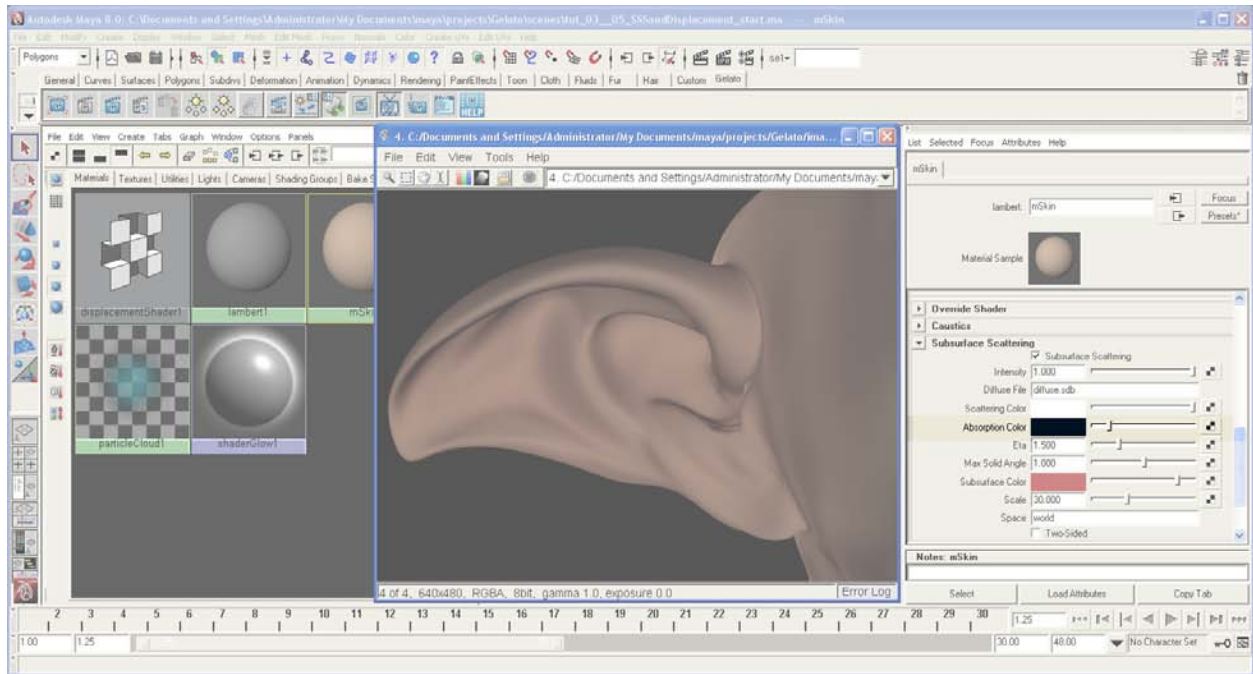 Autodesk Maya 8.0: C:\Documents and Settings\Administrator\My Documents\maya\projects\Gelato\scenes\tut_03__05_SSSandDisplacement_start.ma --- mSkin
Polygons
sel-
General Curves Surfaces Polygons Subdivs Deformation Animation Dynamics Rendering PaintEffects Toon Cloth Fluids Fur Hair Custom Gelato
HELP
File Edit View Create Tabs Graph Window Options Panels
Materials Textures Utilities Lights Cameras Shading Groups Bake S
displacementShader1
lambert1
mSki
particleCloud1
shaderGlow1
4. C:/Documents and Settings/Administrator/My Documents/maya/projects/Gelato/ima...
File Edit View Tools Help
4. C:/Documents and Settings/Administrator/My Documents/may
4 of 4, 640x480, RGBA, 8bit, gamma 1.0, exposure 0.0
Error Log
List Selected Focus Attributes Help
mSkin
lambert: mSkin
Focus
Presets*
Material Sample
Override Shader
Caustics
Subsurface Scattering
Subsurface Scattering
Intensity 1.000
Diffuse File diffuse.sdb
Scattering Color
Absorption Color
Eta 1.500
Max Solid Angle 1.000
Subsurface Color
Scale 30.000
Space world
Two-Sided
Notes: mSkin
Select Load Attributes Copy Tab
2 3 4 5 6 7 8 9 10 11 12 13 14 15 16 17 18 19 20 21 22 23 24 25 26 27 28 29 30
1.25
1.00 1.25 30.00 48.00 No Character Set